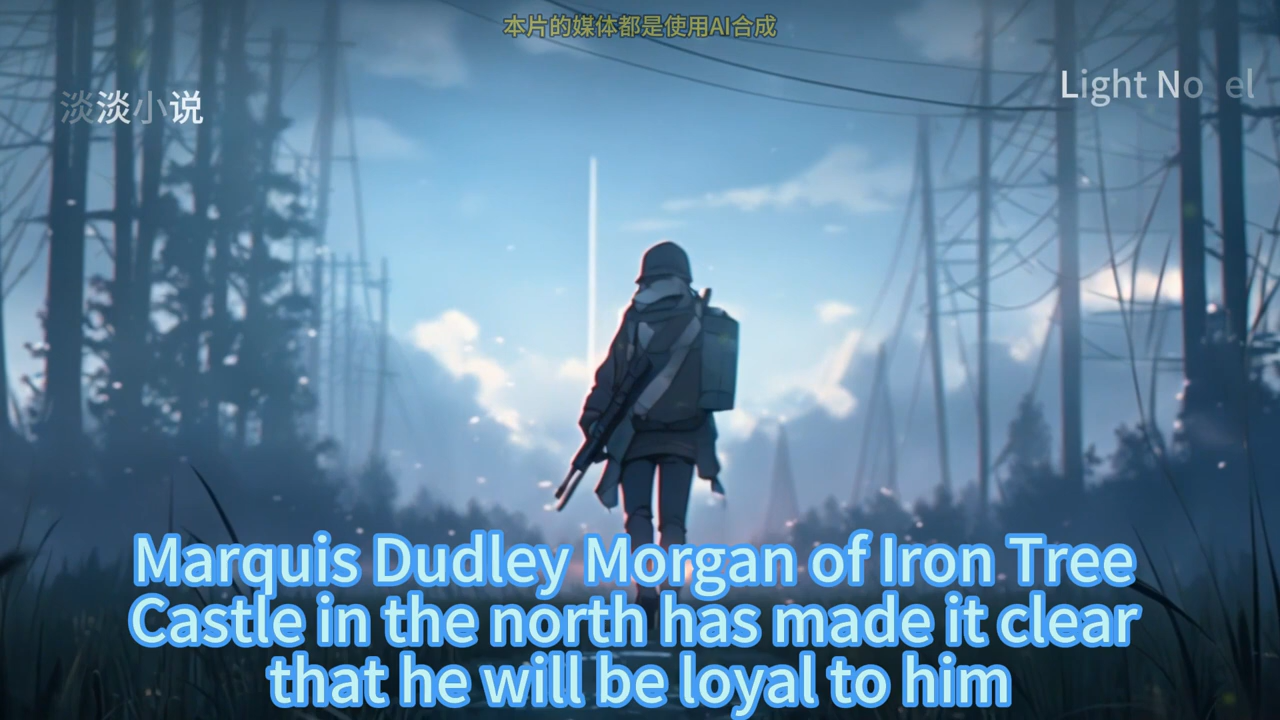 本片的媒体都是使用AI合成
Light No el
淡淡小说
Marquis Dudley Morgan of Iron Tree
Castle in the north has made it clear
that he will be loyal to him